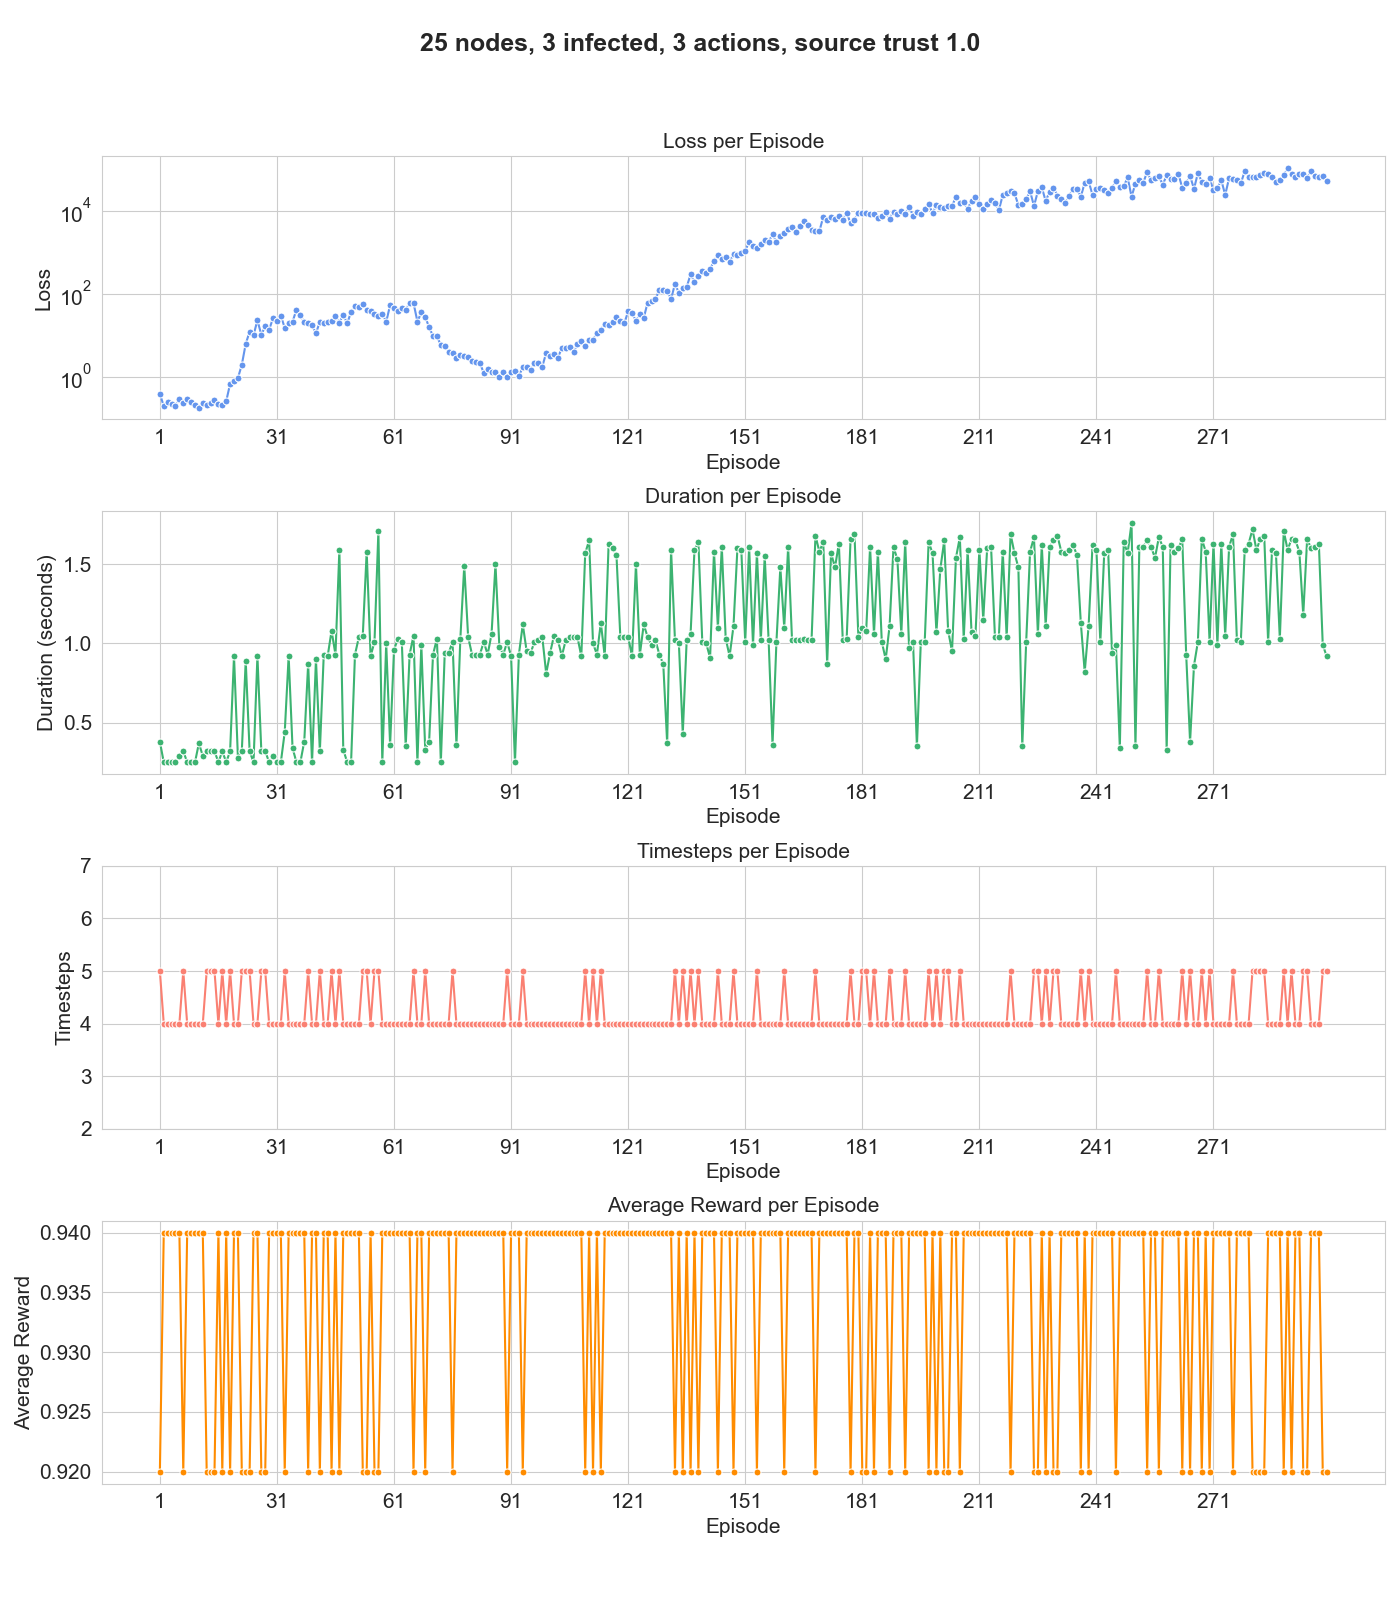 25 nodes, 3 infected, 3 actions, source trust 1.0
Loss per Episode
Loss
10^4
10^2
10^0
1 31 61 91 121 151 181 211 241 271
Episode
Duration per Episode
Duration (seconds)
1.5
1.0
0.5
1 31 61 91 121 151 181 211 241 271
Episode
Timesteps per Episode
Timesteps
7
6
5
4
3
2
1 31 61 91 121 151 181 211 241 271
Episode
Average Reward per Episode
Average Reward
0.940
0.935
0.930
0.925
0.920
1 31 61 91 121 151 181 211 241 271
Episode